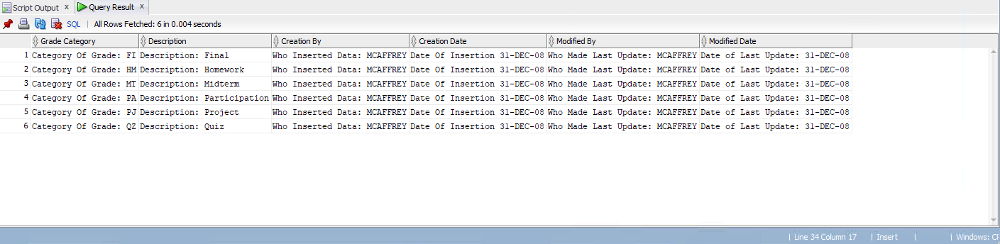 Script Output x Query Result x
SQL | All Rows Fetched: 6 in 0.004 seconds
Grade Category Description Creation By Creation Date Modified By Modified Date
1 Category Of Grade: FI Description: Final Who Inserted Data: MCAFFREY Date Of Insertion 31-DEC-08 Who Made Last Update: MCAFFREY Date of Last Update: 31-DEC-08
2 Category Of Grade: HM Description: Homework Who Inserted Data: MCAFFREY Date Of Insertion 31-DEC-08 Who Made Last Update: MCAFFREY Date of Last Update: 31-DEC-08
3 Category Of Grade: MT Description: Midterm Who Inserted Data: MCAFFREY Date Of Insertion 31-DEC-08 Who Made Last Update: MCAFFREY Date of Last Update: 31-DEC-08
4 Category Of Grade: PA Description: Participation Who Inserted Data: MCAFFREY Date Of Insertion 31-DEC-08 Who Made Last Update: MCAFFREY Date of Last Update: 31-DEC-08
5 Category Of Grade: PJ Description: Project Who Inserted Data: MCAFFREY Date Of Insertion 31-DEC-08 Who Made Last Update: MCAFFREY Date of Last Update: 31-DEC-08
6 Category Of Grade: QZ Description: Quiz Who Inserted Data: MCAFFREY Date Of Insertion 31-DEC-08 Who Made Last Update: MCAFFREY Date of Last Update: 31-DEC-08
| Line 34 Column 17 | Insert | | Windows: